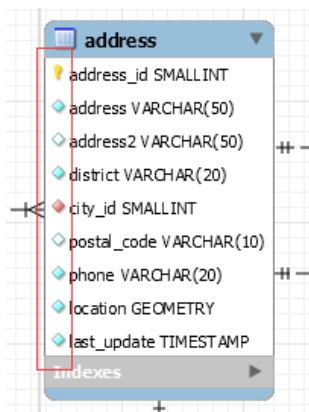 address
address_id SMALLINT
address VARCHAR(50)
address2 VARCHAR(50)
district VARCHAR(20)
city_id SMALLINT
postal_code VARCHAR(10)
phone VARCHAR(20)
location GEOMETRY
last_update TIMESTAMP
Indexes